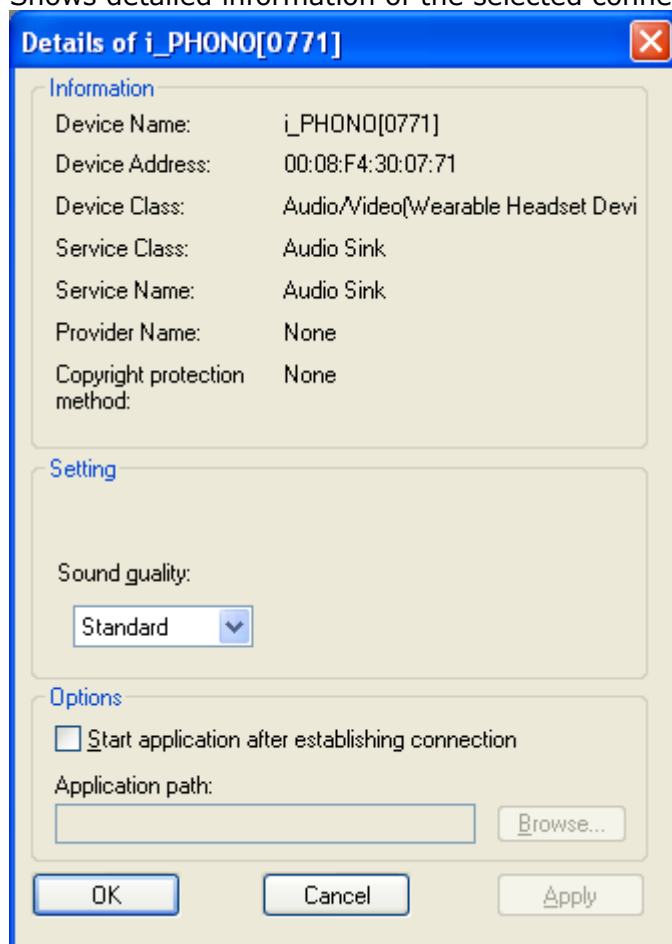 Shows detailed information of the selected conne
Details of i_PHONO[0771]
Information
Device Name: i_PHONO[0771]
Device Address: 00:08:F4:30:07:71
Device Class: Audio/Video(Wearable Headset Devi
Service Class: Audio Sink
Service Name: Audio Sink
Provider Name: None
Copyright protection None
method:
Setting
Sound guality:
Standard
Options
Start application after establishing connection
Application path:
Browse...
OK Cancel Apply